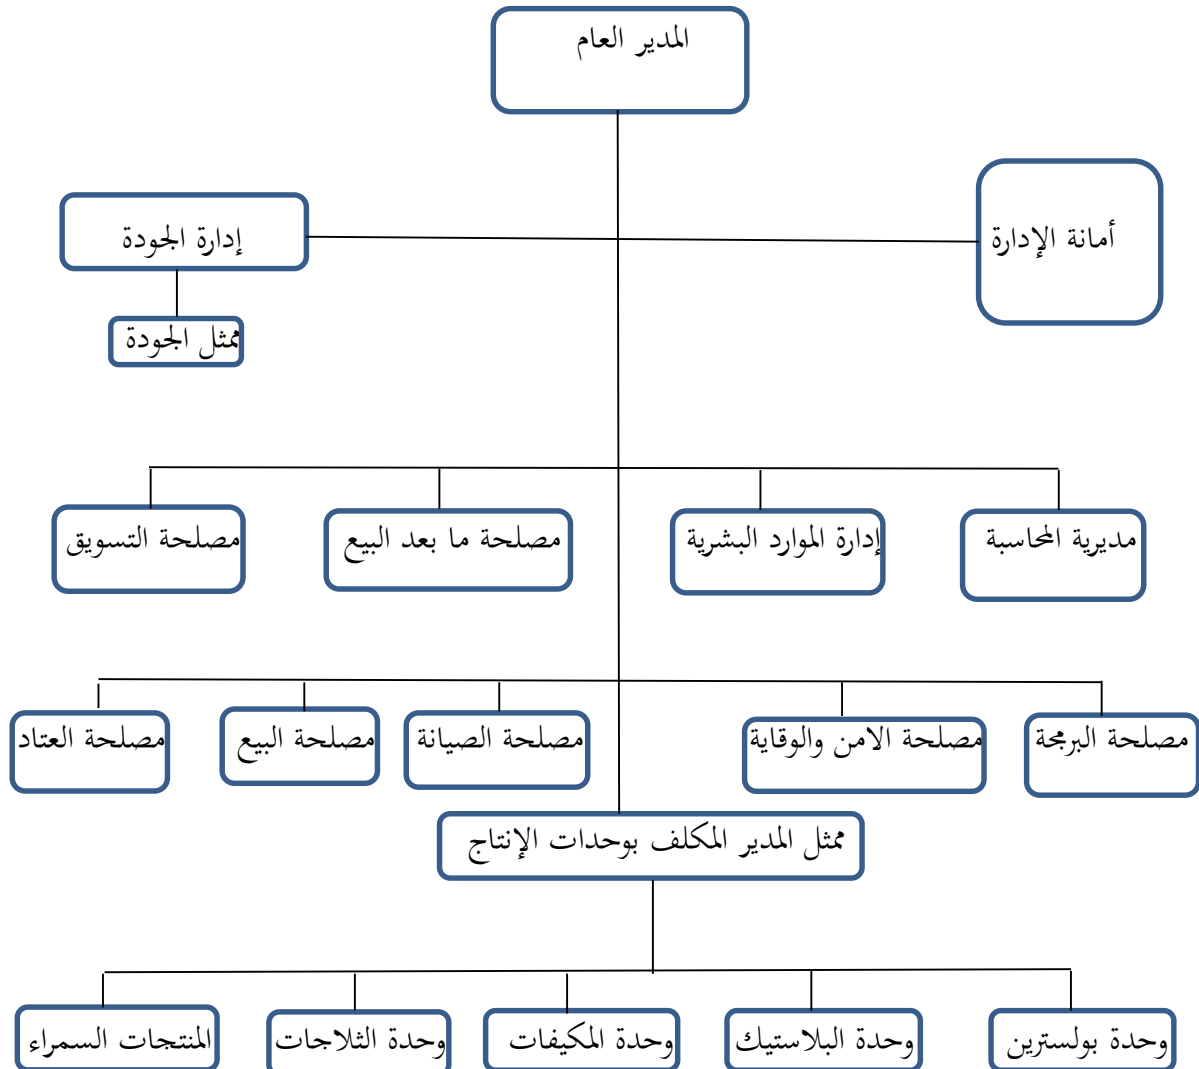 المدير العام
أمانة الإدارة
إدارة الجودة
ممثل الجودة
مديرية المحاسبة
إدارة الموارد البشرية
مصلحة ما بعد البيع
مصلحة التسويق
مصلحة البرمجة
مصلحة الامن والوقاية
مصلحة الصيانة
مصلحة البيع
مصلحة العتاد
ممثل المدير المكلف بوحدات الإنتاج
وحدة بولسترين
وحدة البلاستيك
وحدة المكيفات
وحدة الثلاجات
المنتجات السمراء